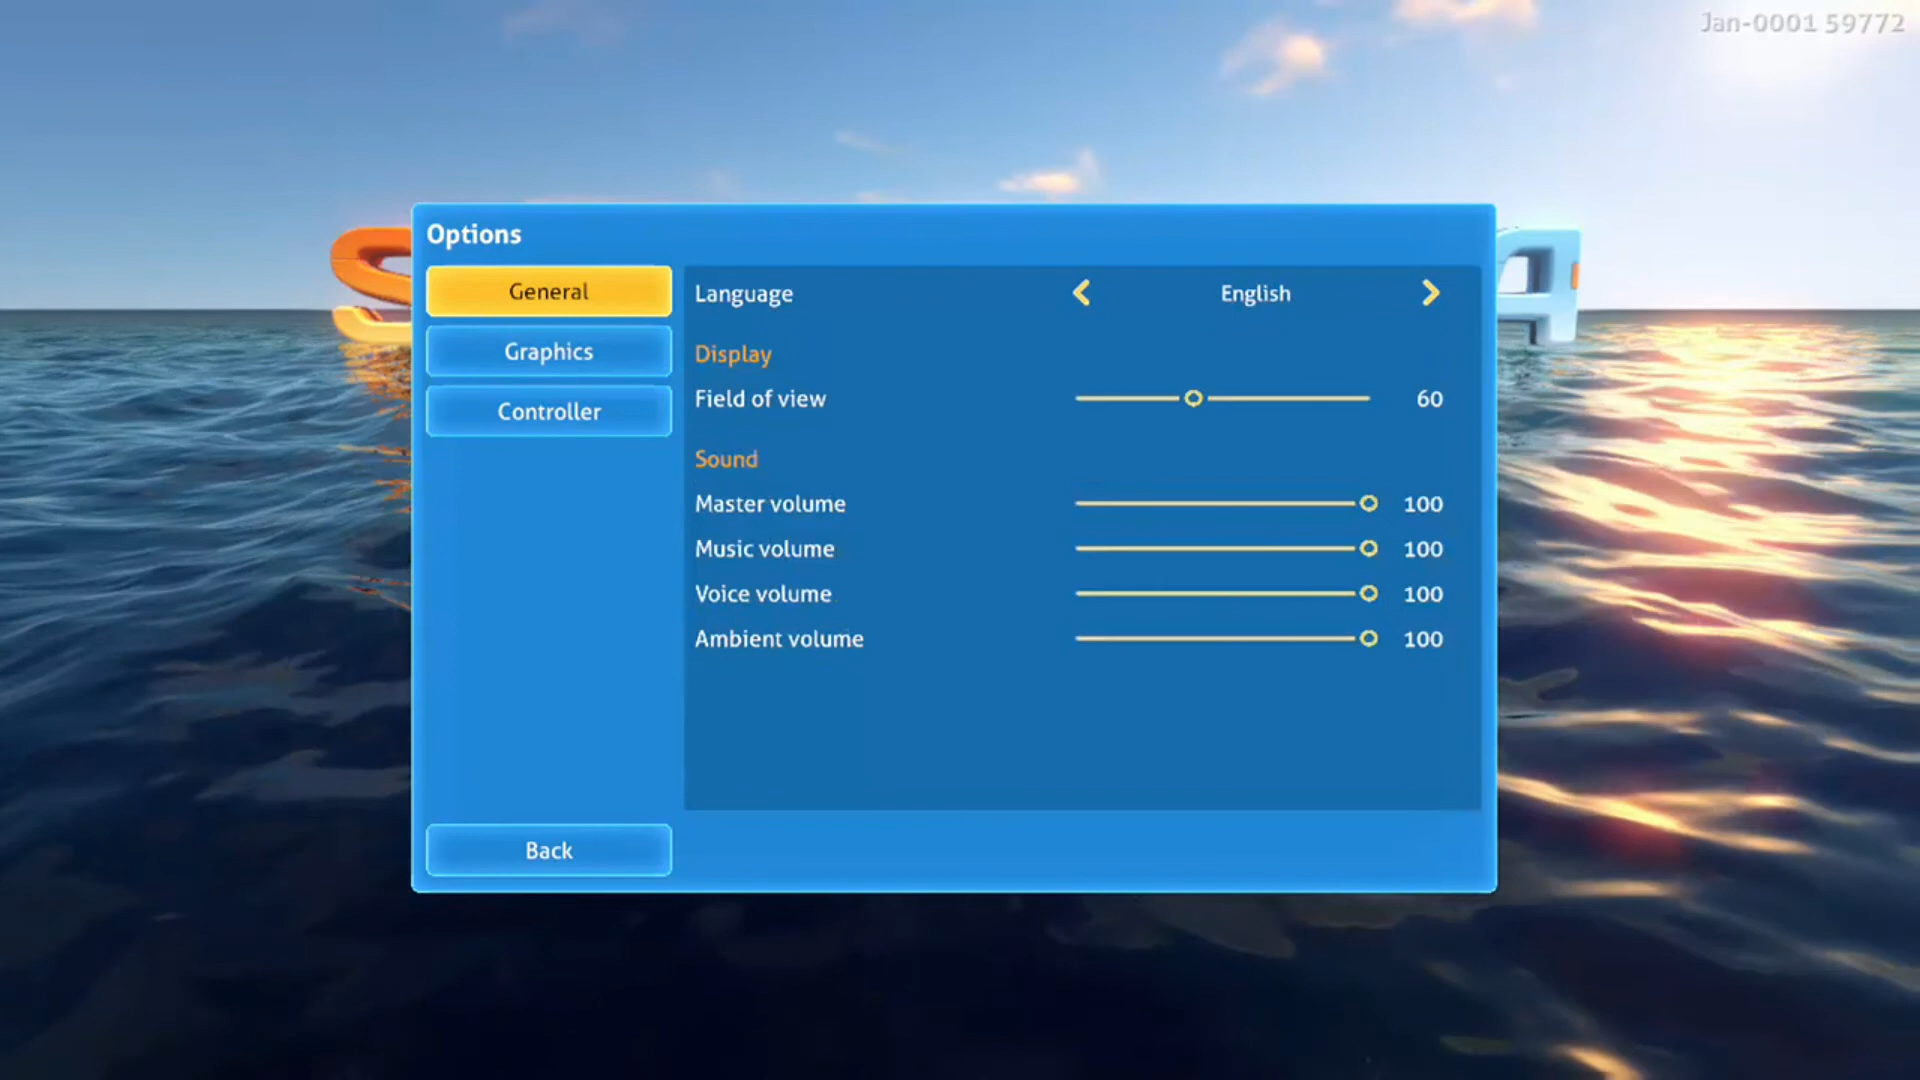 Jan-0001 59772
Options
General
Graphics
Controller
Back
Language
English
Display
Field of view
60
Sound
Master volume
100
Music volume
100
Voice volume
100
Ambient volume
100
S
A